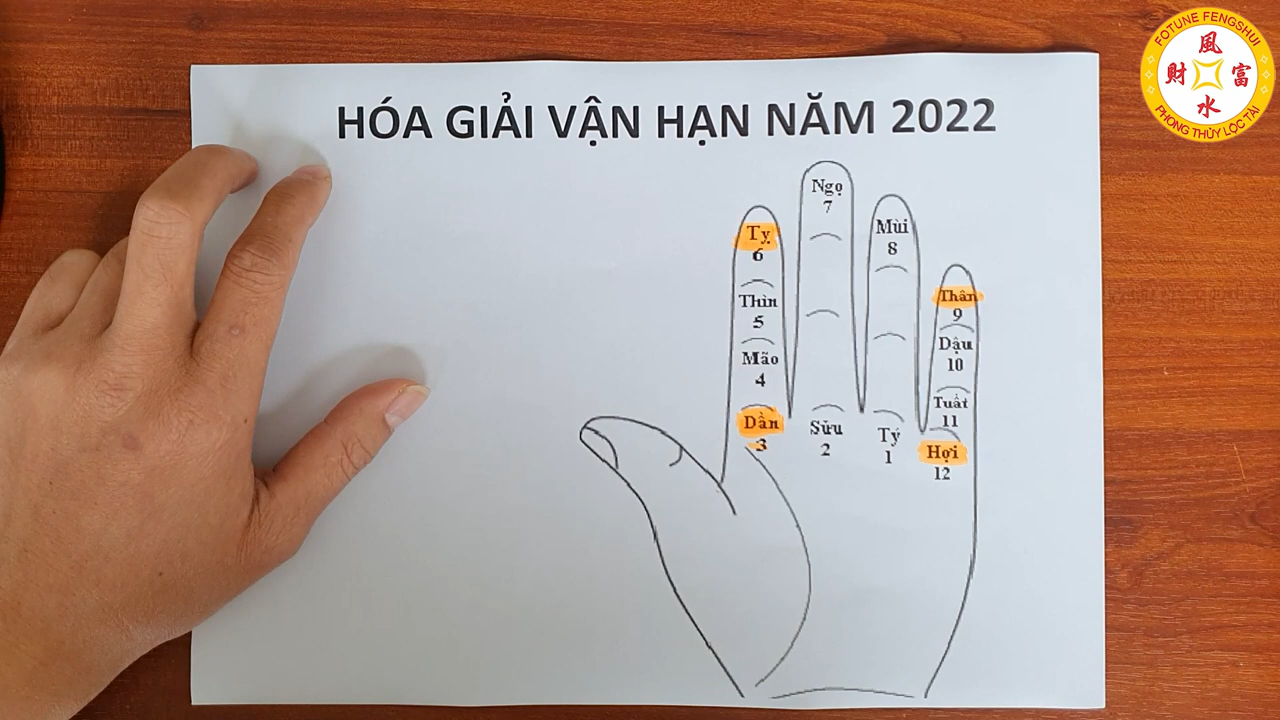 HÓA GIẢI VẬN HẠN NĂM 2022
Ngọ
7
Tỵ
6
Mùi
8
Thìn
5
Thân
9
Mão
4
Dậu
10
Dần
3
Sửu
2
Tý
1
Tuất
11
Hợi
12
FOTUNE FENGSHUI
風
財 富
水
PHONG THỦY LỘC TÀI